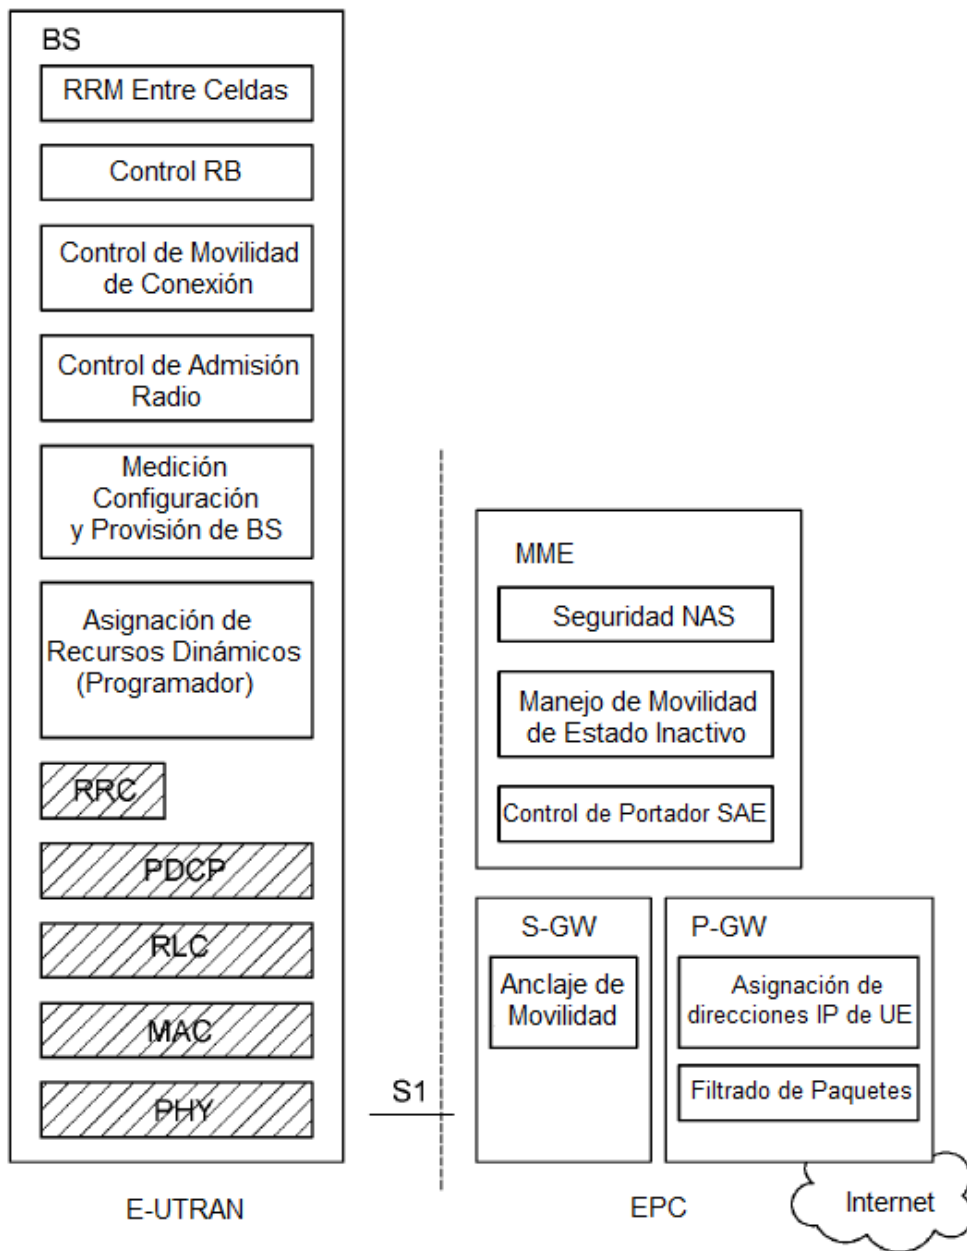 BS
RRM Entre Celdas
Control RB
Control de Movilidad
de Conexión
Control de Admisión
Radio
Medición
Configuración
y Provisión de BS
Asignación de
Recursos Dinámicos
(Programador)
RRC
PDCP
RLC
MAC
PHY
E-UTRAN
S1
MME
Seguridad NAS
Manejo de Movilidad
de Estado Inactivo
Control de Portador SAE
S-GW
Anclaje de
Movilidad
P-GW
Asignación de
direcciones IP de UE
Filtrado de Paquetes
EPC
Internet